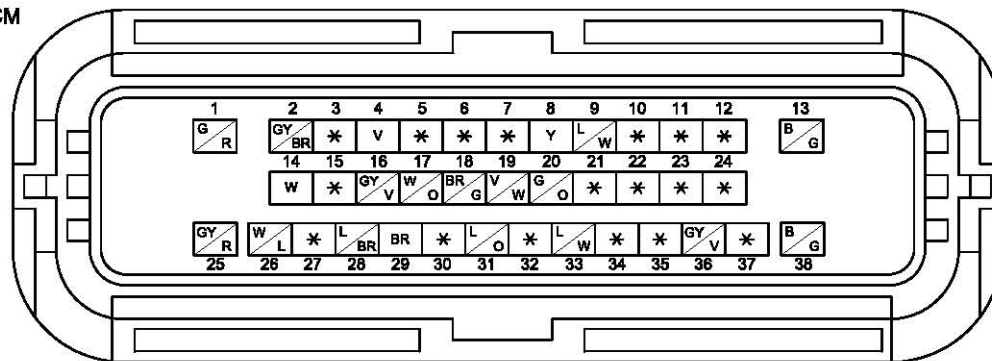 CM
1 2 3 4 5 6 7 8 9 10 11 12 13
G/R GY/BR * V * * * Y L/W * * * B/G
14 15 16 17 18 19 20 21 22 23 24
W * GY/V W/O BR/G V/W G/O * * * *
GY/R W/L * L/BR BR * L/O * L/W * * GY/V * B/G
25 26 27 28 29 30 31 32 33 34 35 36 37 38